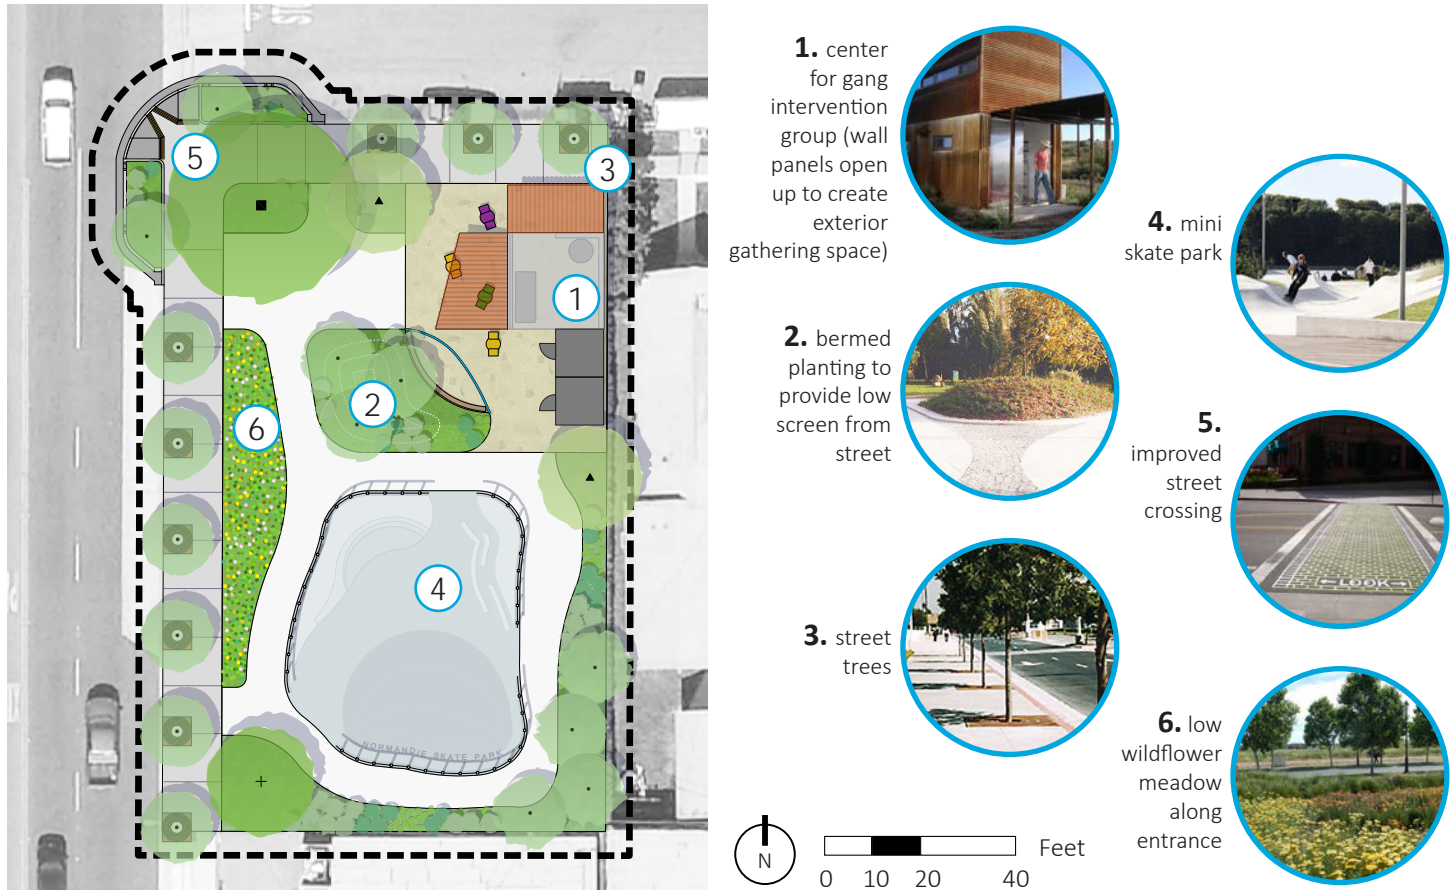 STO
5
3
1
2
6
4
NORMANDIE SKATE PARK
1. center
for gang
intervention
group (wall
panels open
up to create
exterior
gathering space)
2. bermed
planting to
provide low
screen from
street
3. street
trees
4. mini
skate park
5.
improved
street
crossing
←LOOK→
6. low
wildflower
meadow
along
entrance
N
Feet
0 10 20 40